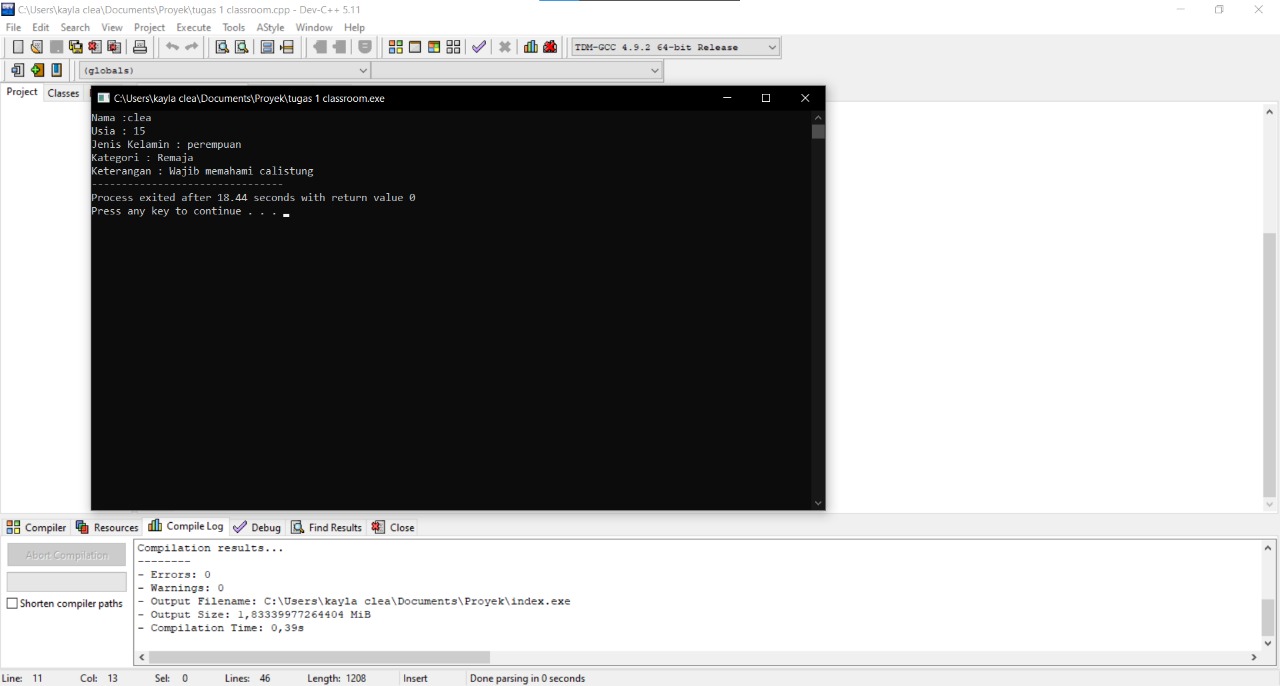 C:\Users\kayla clea\Documents\Proyek\tugas 1 classroom.cpp - Dev-C++ 5.11
File Edit Search View Project Execute Tools AStyle Window Help
TDM-GCC 4.9.2 64-bit Release
(globals)
Project Classes
C:\Users\kayla clea\Documents\Proyek\tugas 1 classroom.exe
Nama :clea
Usia : 15
Jenis Kelamin : perempuan
Kategori : Remaja
Keterangan : Wajib memahami calistung
--------------------------------
Process exited after 18.44 seconds with return value 0
Press any key to continue . . .
Compiler Resources Compile Log Debug Find Results Close
Abort Compilation
Shorten compiler paths
Compilation results...
--------
- Errors: 0
- Warnings: 0
- Output Filename: C:\Users\kayla clea\Documents\Proyek\index.exe
- Output Size: 1,83339977264404 MiB
- Compilation Time: 0,39s
Line: 11 Col: 13 Sel: 0 Lines: 46 Length: 1208 Insert Done parsing in 0 seconds